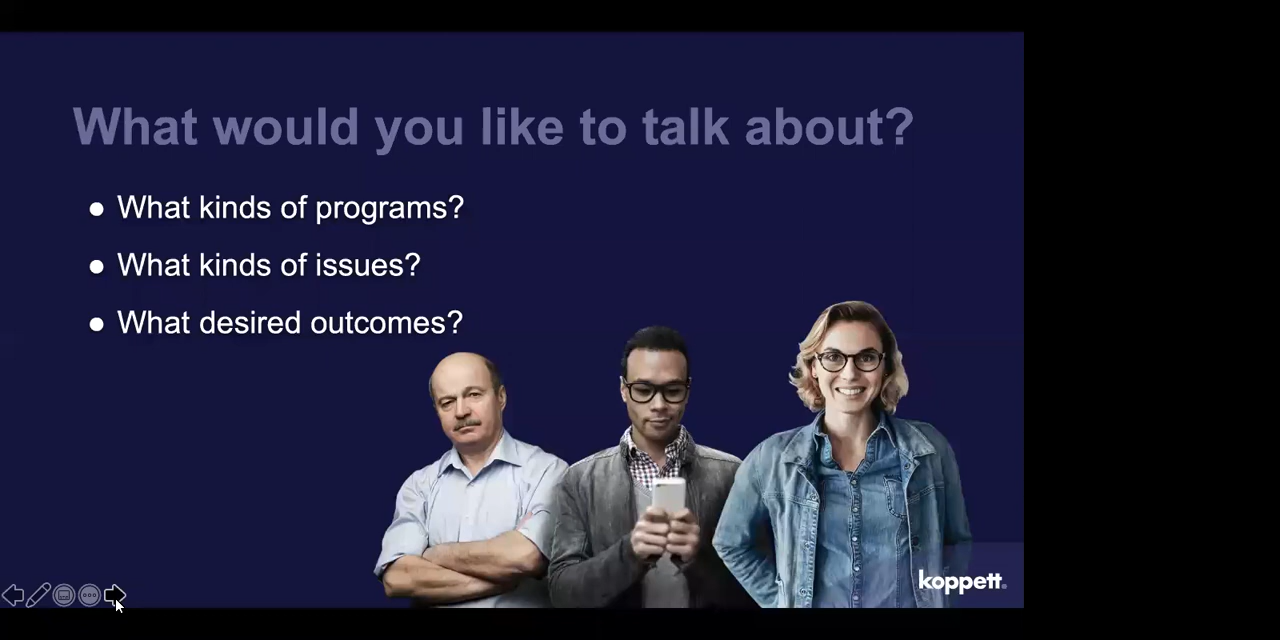 What would you like to talk about?
● What kinds of programs?
● What kinds of issues?
● What desired outcomes?
koppett®